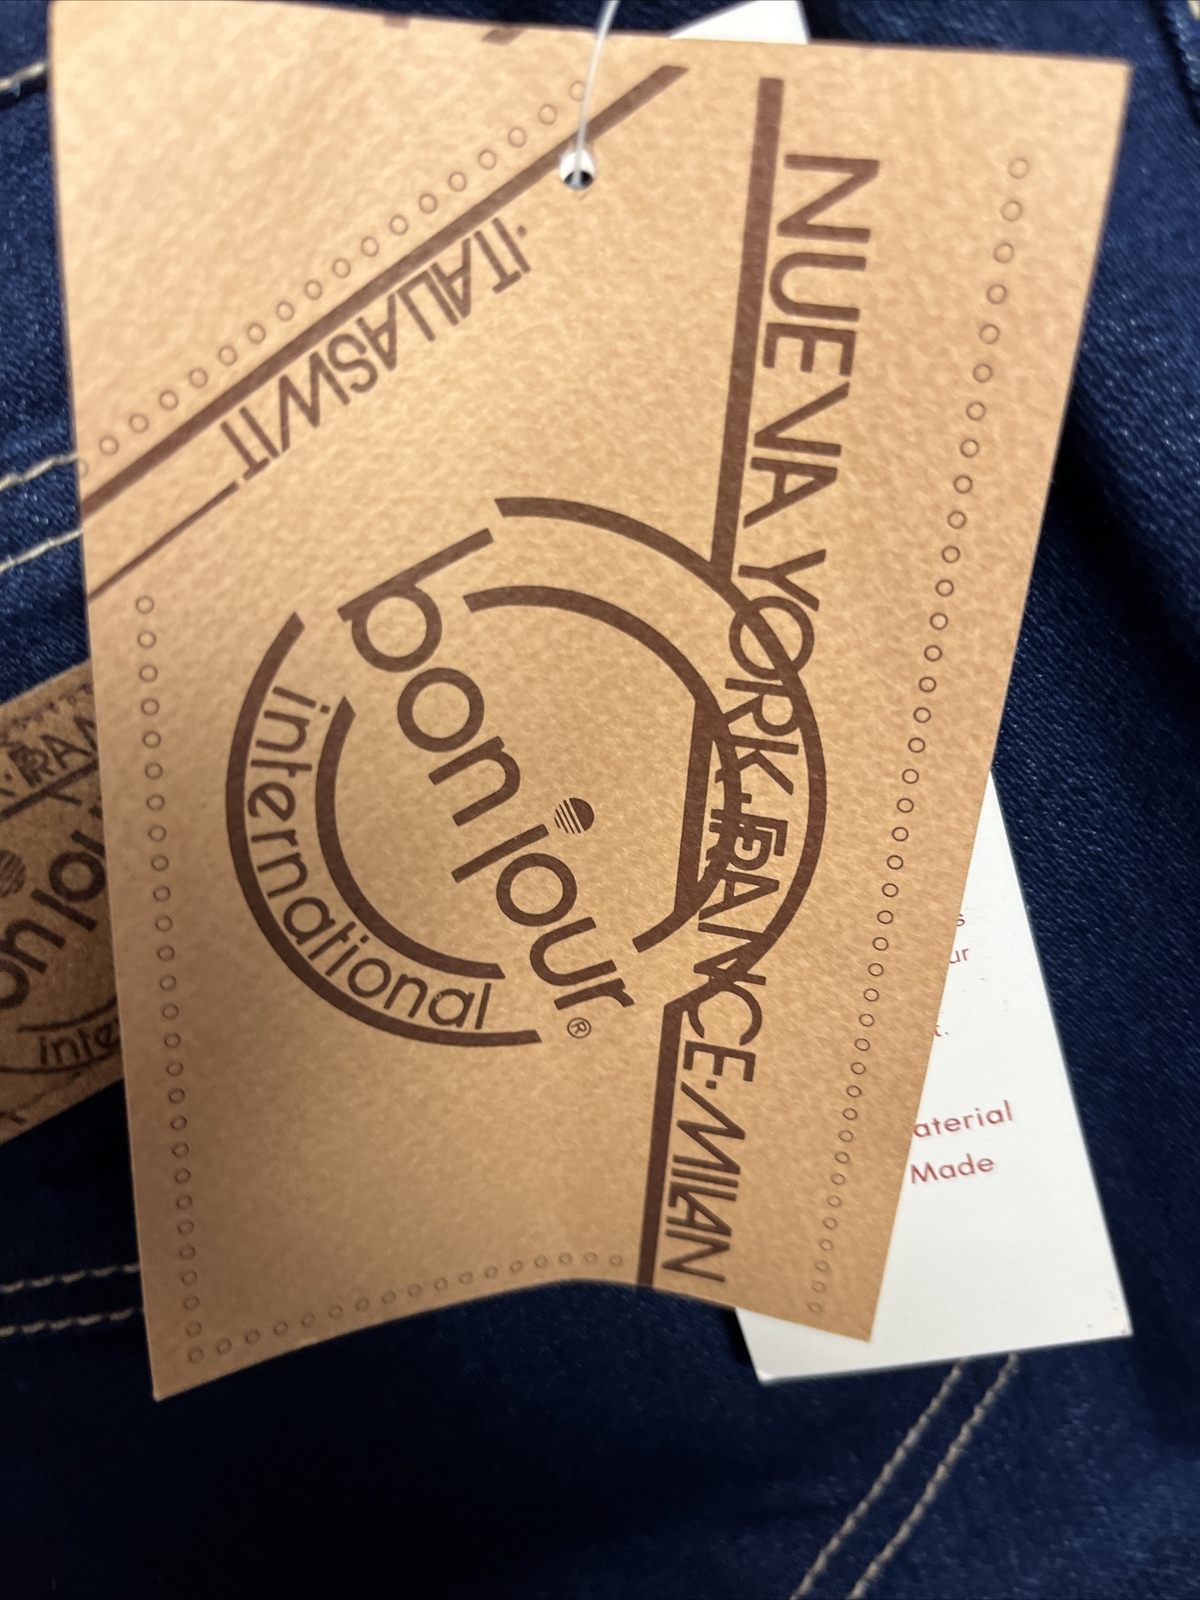 NUEVA YORK·FRANCE·MILAN
·ITALIASWIT
bonjour®
international
aterial
Made